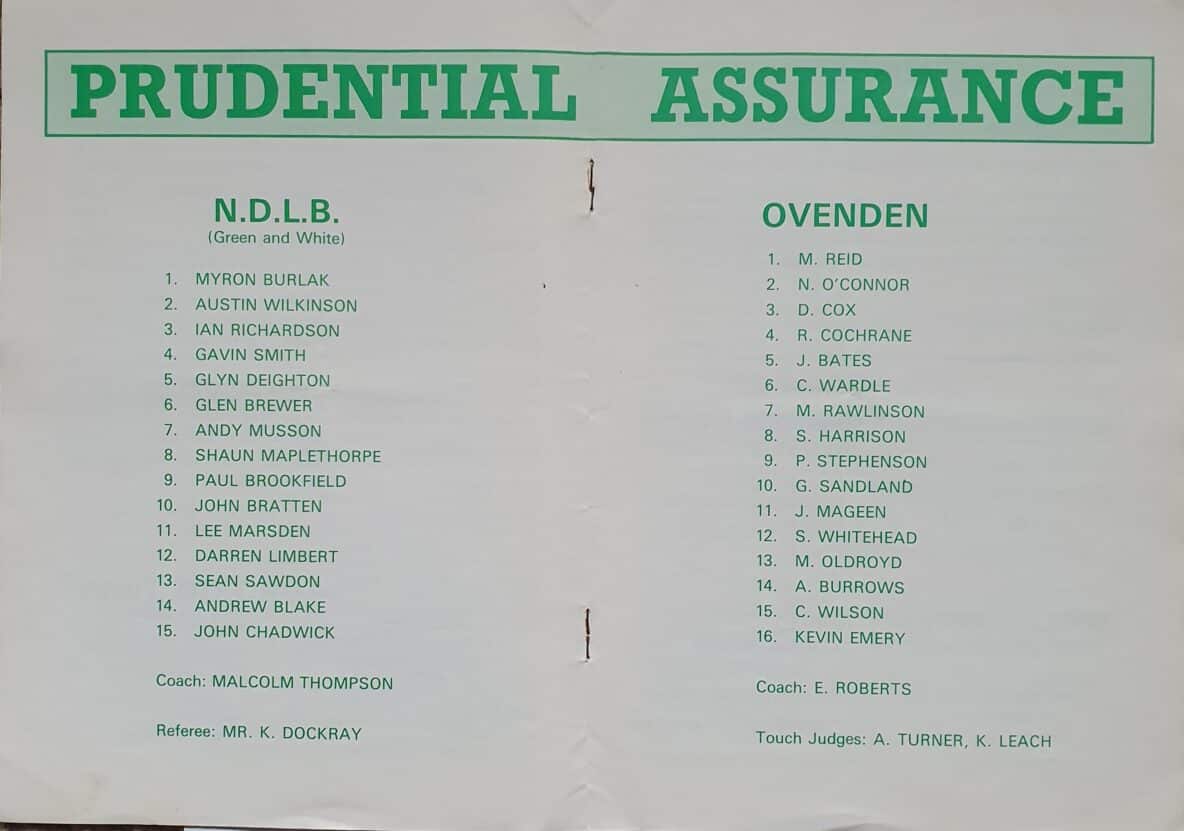 PRUDENTIAL ASSURANCE
N.D.L.B.
(Green and White)
1. MYRON BURLAK
2. AUSTIN WILKINSON
3. IAN RICHARDSON
4. GAVIN SMITH
5. GLYN DEIGHTON
6. GLEN BREWER
7. ANDY MUSSON
8. SHAUN MAPLETHORPE
9. PAUL BROOKFIELD
10. JOHN BRATTEN
11. LEE MARSDEN
12. DARREN LIMBERT
13. SEAN SAWDON
14. ANDREW BLAKE
15. JOHN CHADWICK
Coach: MALCOLM THOMPSON
Referee: MR. K. DOCKRAY
OVENDEN
1. M. REID
2. N. O'CONNOR
3. D. COX
4. R. COCHRANE
5. J. BATES
6. C. WARDLE
7. M. RAWLINSON
8. S. HARRISON
9. P. STEPHENSON
10. G. SANDLAND
11. J. MAGEEN
12. S. WHITEHEAD
13. M. OLDROYD
14. A. BURROWS
15. C. WILSON
16. KEVIN EMERY
Coach: E. ROBERTS
Touch Judges: A. TURNER, K. LEACH